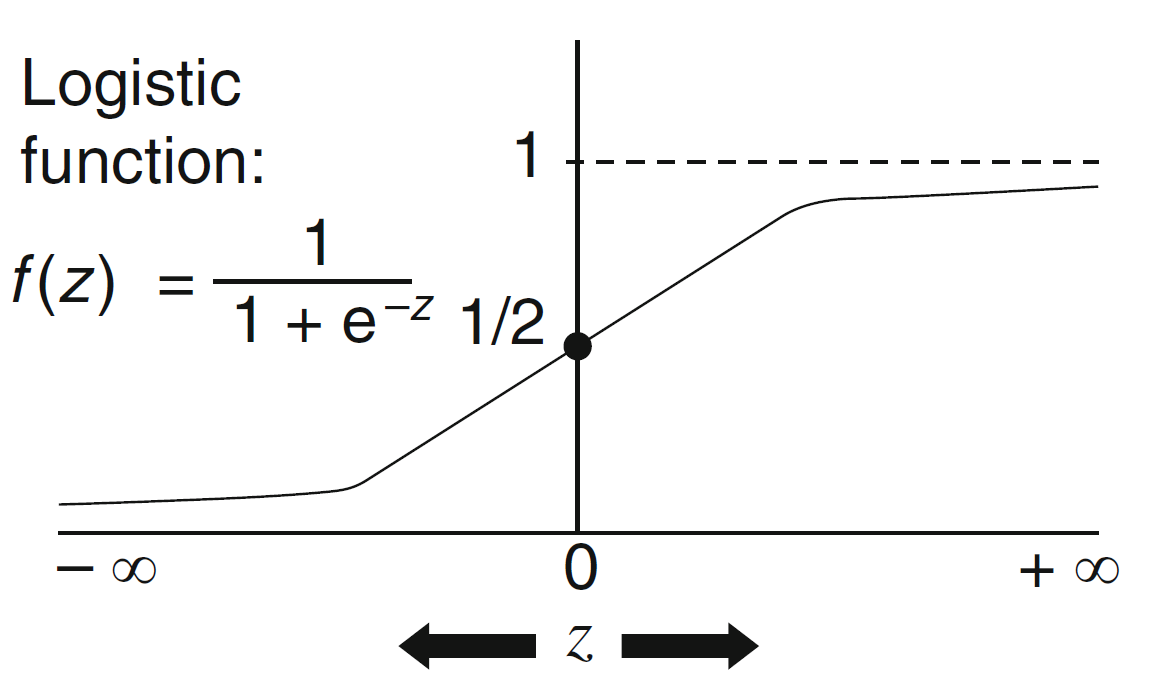 Logistic
function:
f(z) = 1 / 1 + e^−z
1
1/2
− ∞ 0 + ∞
z